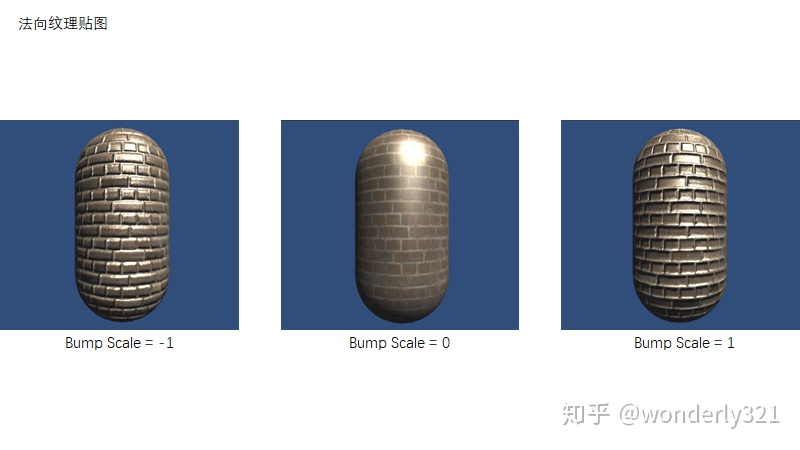 法向纹理贴图
Bump Scale = -1
Bump Scale = 0
Bump Scale = 1
知乎 @wonderly321